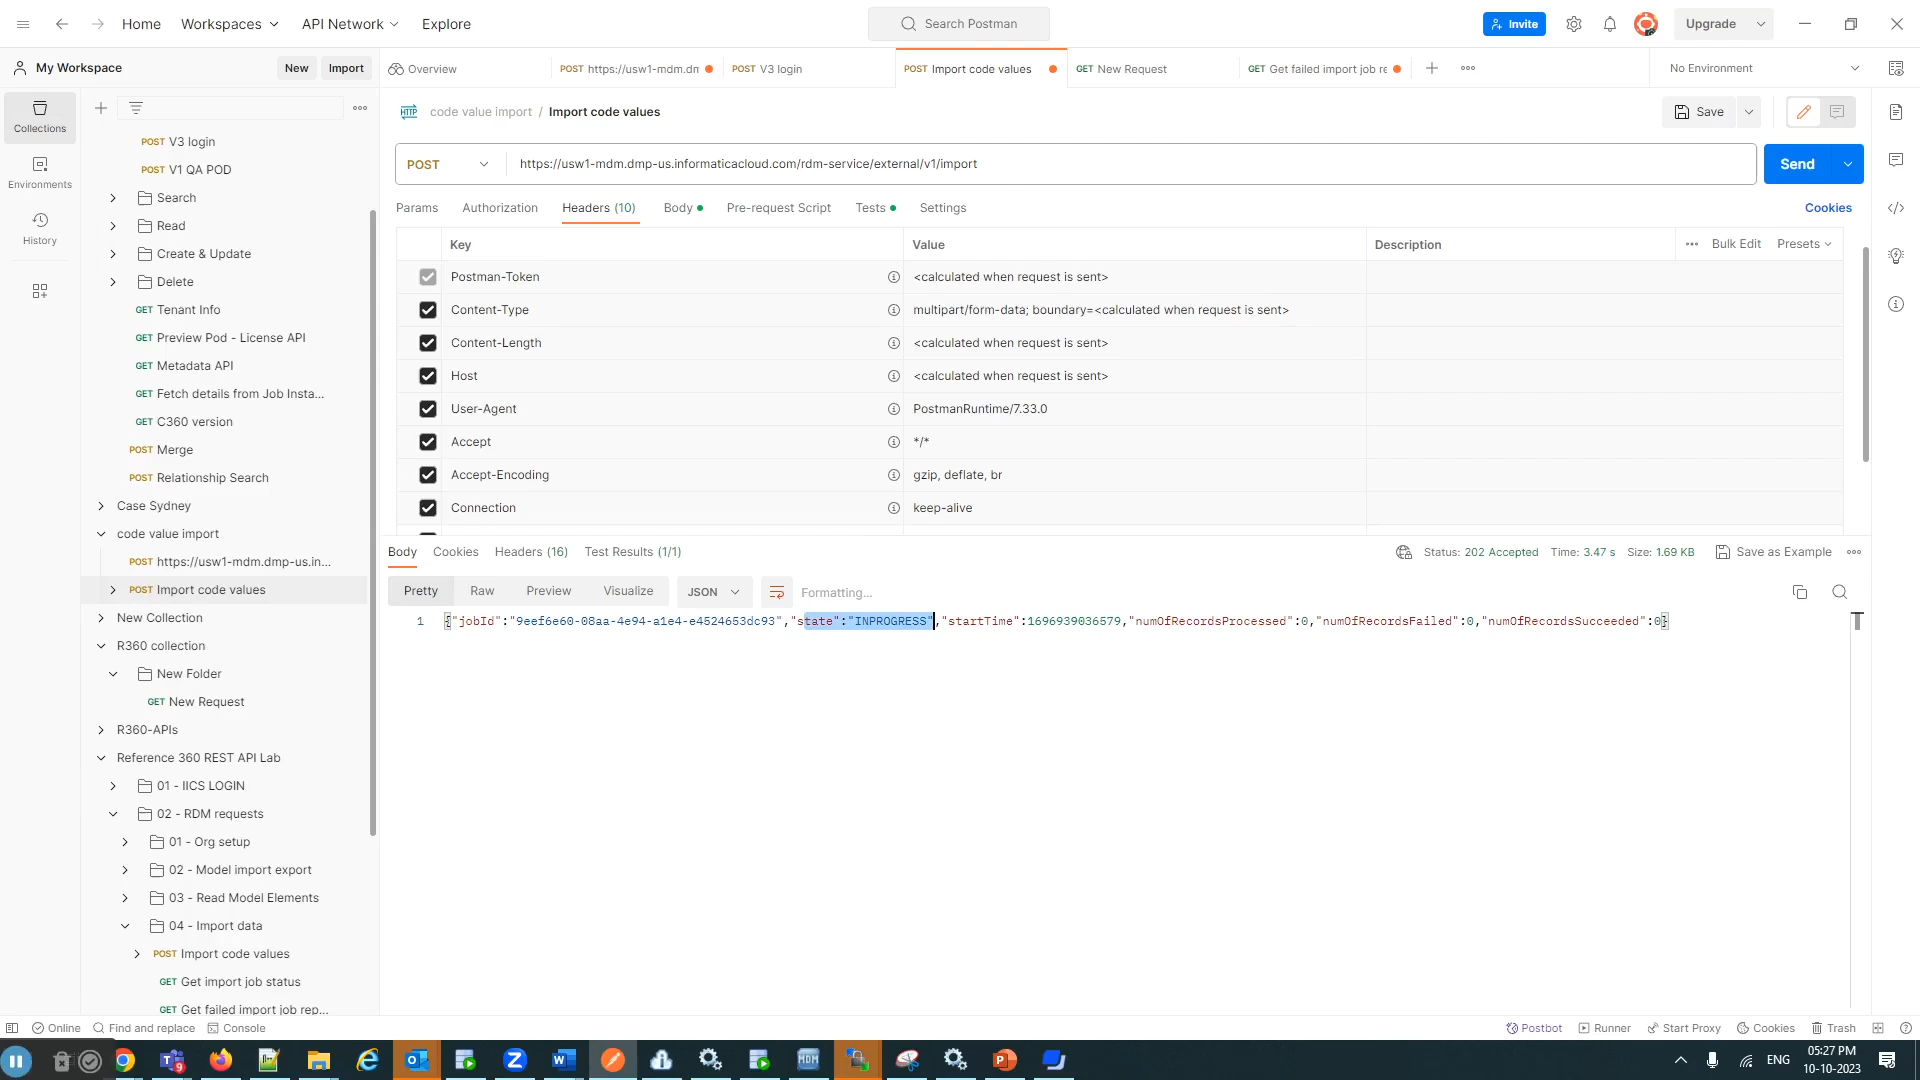 Home Workspaces API Network Explore Search Postman Invite Upgrade
My Workspace New Import Overview POST https://usw1-mdm.dm POST V3 login POST Import code values GET New Request GET Get failed import job re No Environment
Collections
Environments
History
POST V3 login
POST V1 QA POD
Search
Read
Create & Update
Delete
GET Tenant Info
GET Preview Pod - License API
GET Metadata API
GET Fetch details from Job Insta...
GET C360 version
POST Merge
POST Relationship Search
Case Sydney
code value import
POST https://usw1-mdm.dmp-us.in...
POST Import code values
New Collection
R360 collection
New Folder
GET New Request
R360-APIs
Reference 360 REST API Lab
01 - IICS LOGIN
02 - RDM requests
01 - Org setup
02 - Model import export
03 - Read Model Elements
04 - Import data
POST Import code values
GET Get import job status
GET Get failed import job rep...
HTTP code value import / Import code values Save
POST https://usw1-mdm.dmp-us.informaticacloud.com/rdm-service/external/v1/import Send
Params Authorization Headers (10) Body Pre-request Script Tests Settings Cookies
Key Value Description Bulk Edit Presets
Postman-Token <calculated when request is sent>
Content-Type multipart/form-data; boundary=<calculated when request is sent>
Content-Length <calculated when request is sent>
Host <calculated when request is sent>
User-Agent PostmanRuntime/7.33.0
Accept */*
Accept-Encoding gzip, deflate, br
Connection keep-alive
Body Cookies Headers (16) Test Results (1/1) Status: 202 Accepted Time: 3.47 s Size: 1.69 KB Save as Example
Pretty Raw Preview Visualize JSON Formatting...
1 {"jobId":"9eef6e60-08aa-4e94-a1e4-e4524653dc93","state":"INPROGRESS","startTime":1696939036579,"numOfRecordsProcessed":0,"numOfRecordsFailed":0,"numOfRecordsSucceeded":0}
Online Find and replace Console Postbot Runner Start Proxy Cookies Trash
9 MDM ENG 05:27 PM
10-10-2023